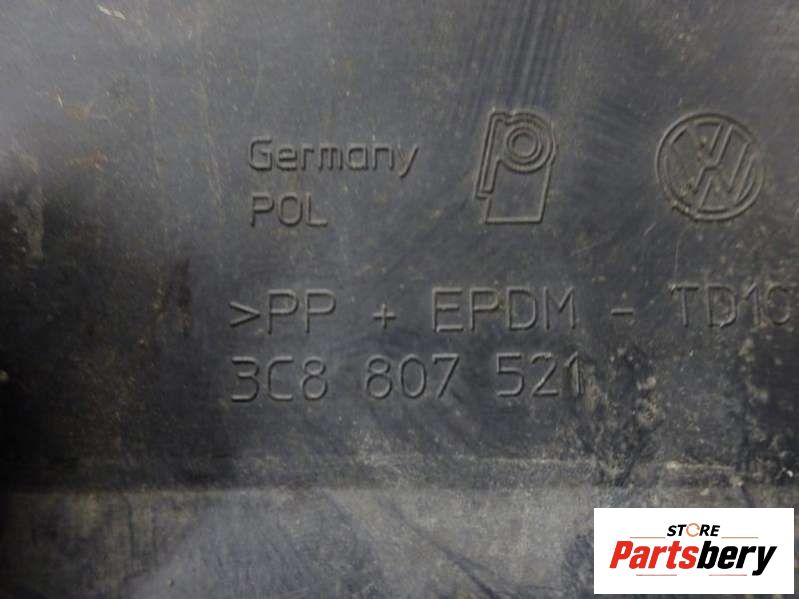 Germany
POL
>PP + EPDM -
3C8 807 521
STORE
Partsbery